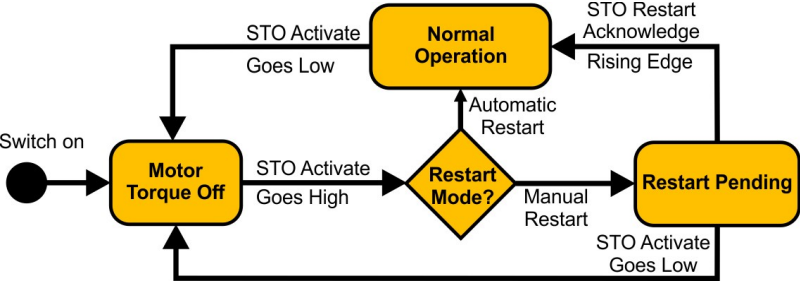 STO Activate
Goes Low
Normal
Operation
STO Restart
Acknowledge
Rising Edge
Automatic
Restart
Switch on
Motor
Torque Off
STO Activate
Goes High
Restart
Mode?
Manual
Restart
Restart Pending
STO Activate
Goes Low